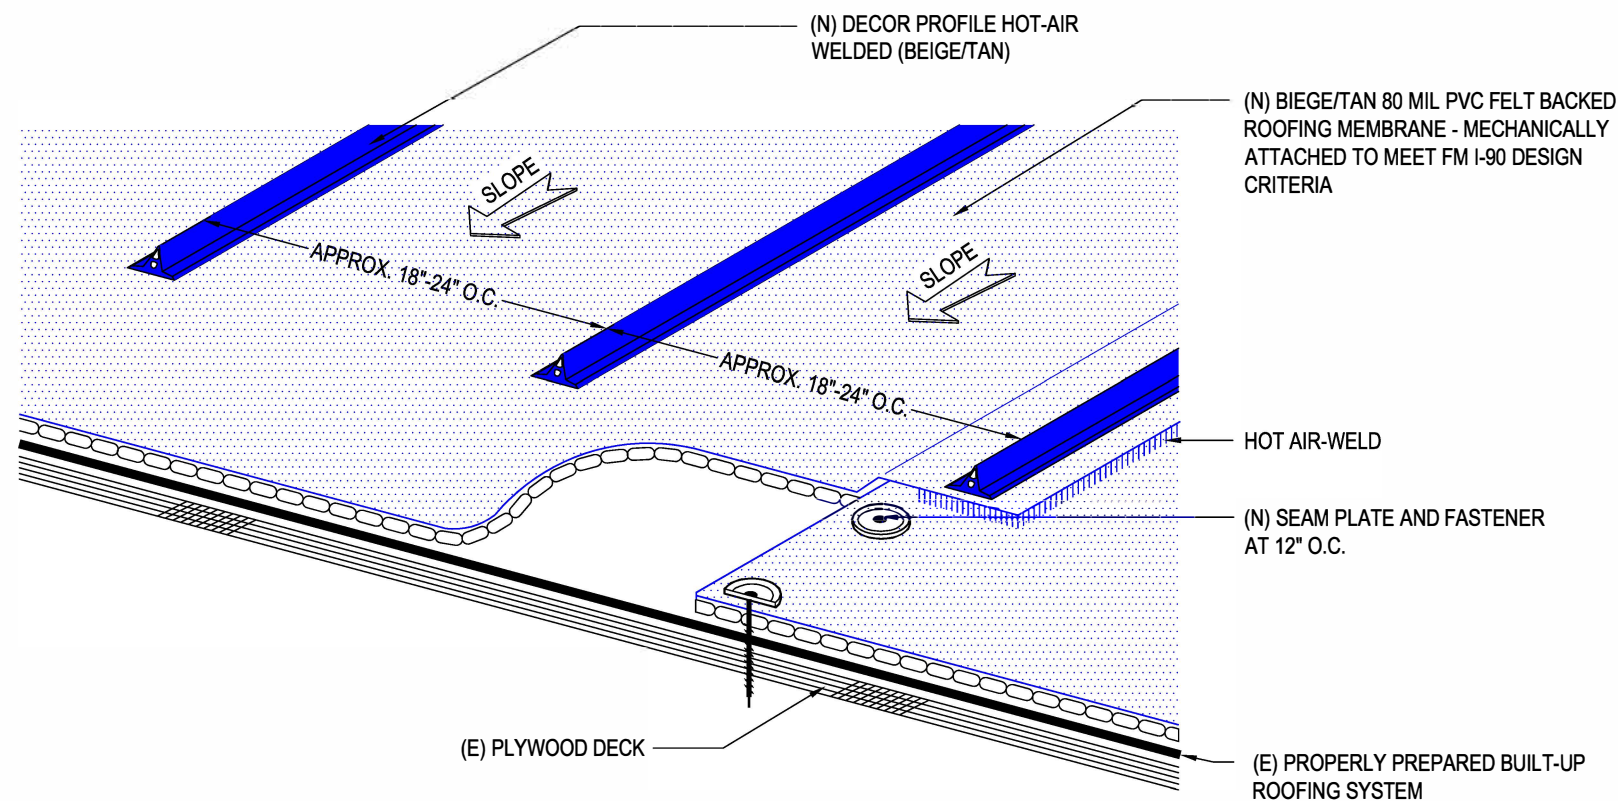 (N) DECOR PROFILE HOT-AIR
WELDED (BEIGE/TAN)
(N) BIEGE/TAN 80 MIL PVC FELT BACKED
ROOFING MEMBRANE - MECHANICALLY
ATTACHED TO MEET FM I-90 DESIGN
CRITERIA
SLOPE
APPROX. 18"-24" O.C.
SLOPE
APPROX. 18"-24" O.C.
HOT AIR-WELD
(N) SEAM PLATE AND FASTENER
AT 12" O.C.
(E) PLYWOOD DECK
(E) PROPERLY PREPARED BUILT-UP
ROOFING SYSTEM